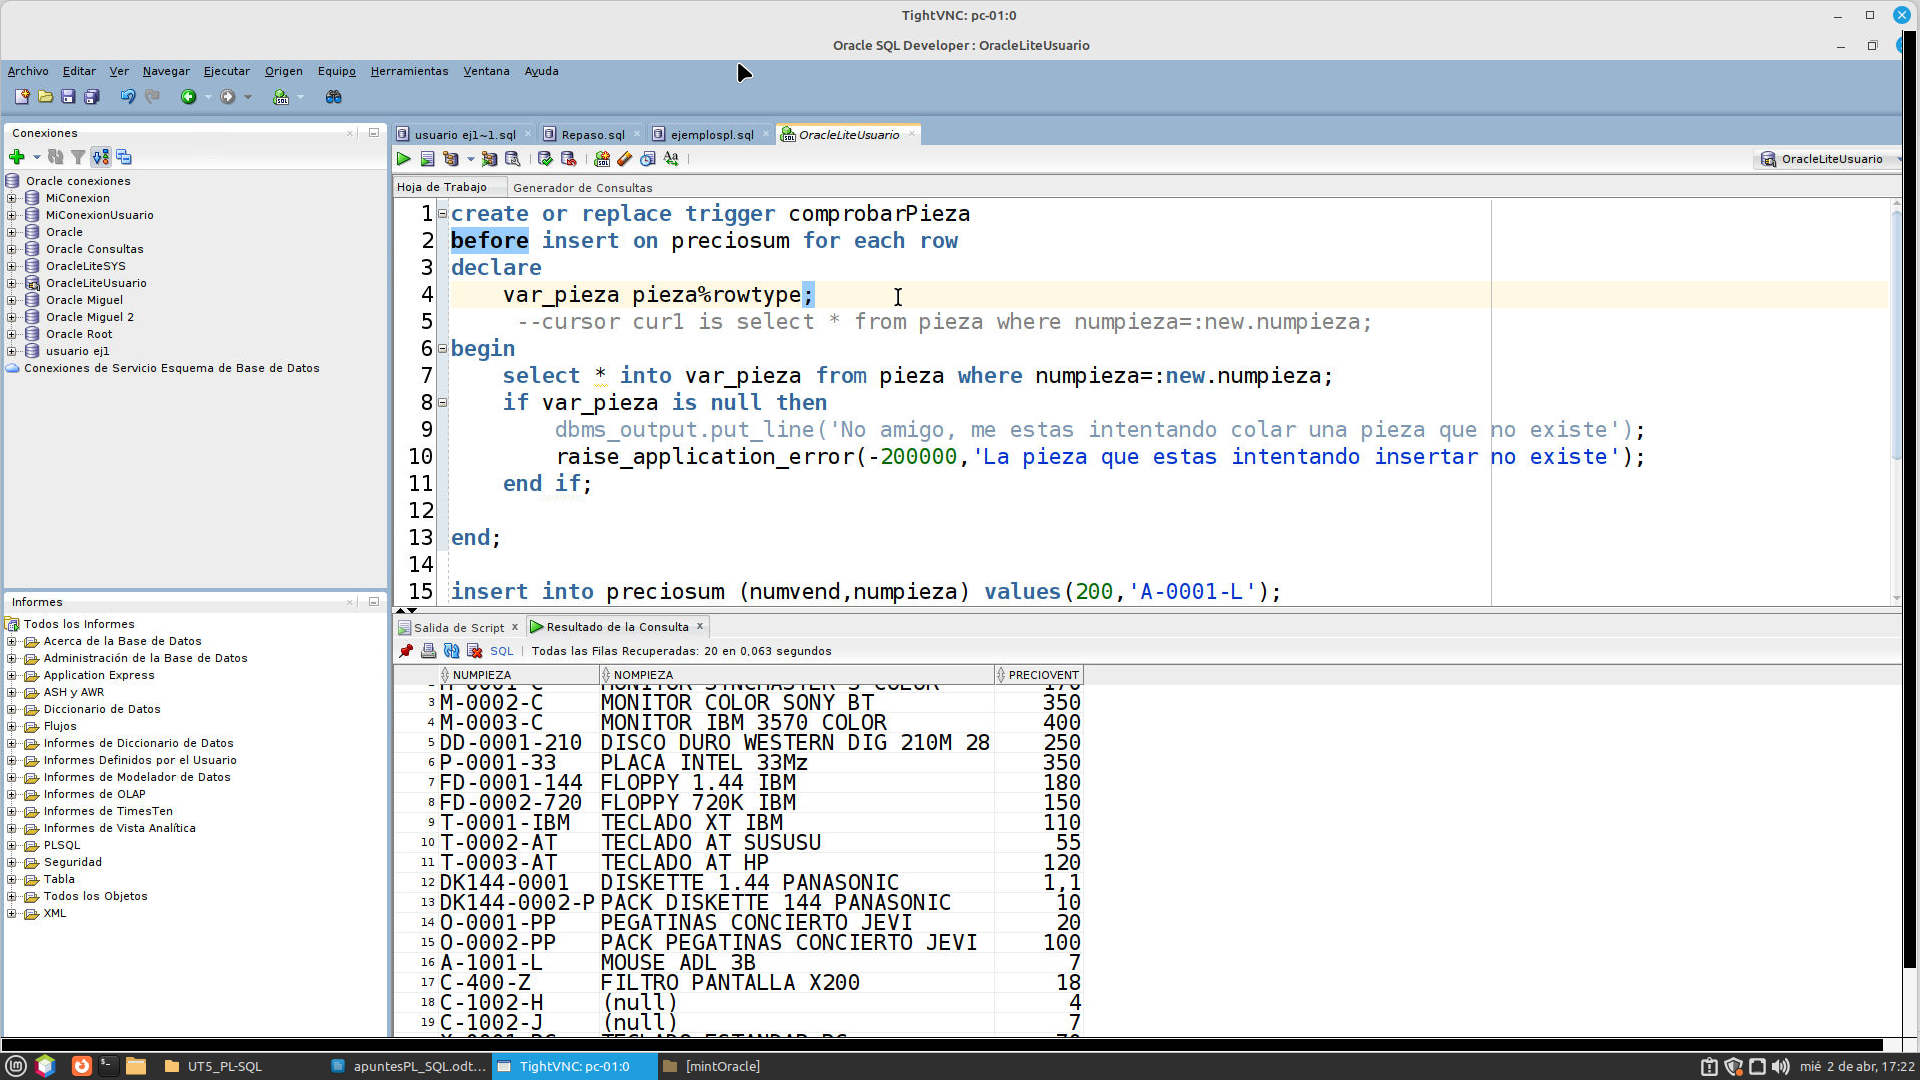 TightVNC: pc-01:0
Oracle SQL Developer : OracleLiteUsuario
Archivo Editar Ver Navegar Ejecutar Origen Equipo Herramientas Ventana Ayuda
Conexiones
Oracle conexiones
MiConexion
MiConexionUsuario
Oracle
Oracle Consultas
OracleLiteSYS
OracleLiteUsuario
Oracle Miguel
Oracle Miguel 2
Oracle Root
usuario ej1
Conexiones de Servicio Esquema de Base de Datos
Informes
Todos los Informes
Acerca de la Base de Datos
Administración de la Base de Datos
Application Express
ASH y AWR
Diccionario de Datos
Flujos
Informes de Diccionario de Datos
Informes Definidos por el Usuario
Informes de Modelador de Datos
Informes de OLAP
Informes de TimesTen
Informes de Vista Analítica
PLSQL
Seguridad
Tabla
Todos los Objetos
XML
usuario ej1~1.sql Repaso.sql ejemplospl.sql OracleLiteUsuario
OracleLiteUsuario
Hoja de Trabajo Generador de Consultas
1 create or replace trigger comprobarPieza
2 before insert on preciosum for each row
3 declare
4 var_pieza pieza%rowtype;
5 --cursor cur1 is select * from pieza where numpieza=:new.numpieza;
6 begin
7 select * into var_pieza from pieza where numpieza=:new.numpieza;
8 if var_pieza is null then
9 dbms_output.put_line('No amigo, me estas intentando colar una pieza que no existe');
10 raise_application_error(-200000,'La pieza que estas intentando insertar no existe');
11 end if;
12
13 end;
14
15 insert into preciosum (numvend,numpieza) values(200,'A-0001-L');
Salida de Script x Resultado de la Consulta x
SQL Todas las Filas Recuperadas: 20 en 0,063 segundos
NUMPIEZA NOMPIEZA PRECIOVENT
2 M-0001-C MONITOR SYNCMASTER 3 COLOR 170
3 M-0002-C MONITOR COLOR SONY BT 350
4 M-0003-C MONITOR IBM 3570 COLOR 400
5 DD-0001-210 DISCO DURO WESTERN DIG 210M 28 250
6 P-0001-33 PLACA INTEL 33Mz 350
7 FD-0001-144 FLOPPY 1.44 IBM 180
8 FD-0002-720 FLOPPY 720K IBM 150
9 T-0001-IBM TECLADO XT IBM 110
10 T-0002-AT TECLADO AT SUSUSU 55
11 T-0003-AT TECLADO AT HP 120
12 DK144-0001 DISKETTE 1.44 PANASONIC 1,1
13 DK144-0002-P PACK DISKETTE 144 PANASONIC 10
14 O-0001-PP PEGATINAS CONCIERTO JEVI 20
15 O-0002-PP PACK PEGATINAS CONCIERTO JEVI 100
16 A-1001-L MOUSE ADL 3B 7
17 C-400-Z FILTRO PANTALLA X200 18
18 C-1002-H (null) 4
19 C-1002-J (null) 7
UT5_PL-SQL apuntesPL_SQL.odt... TightVNC: pc-01:0 [mintOracle] mié 2 de abr, 17:22